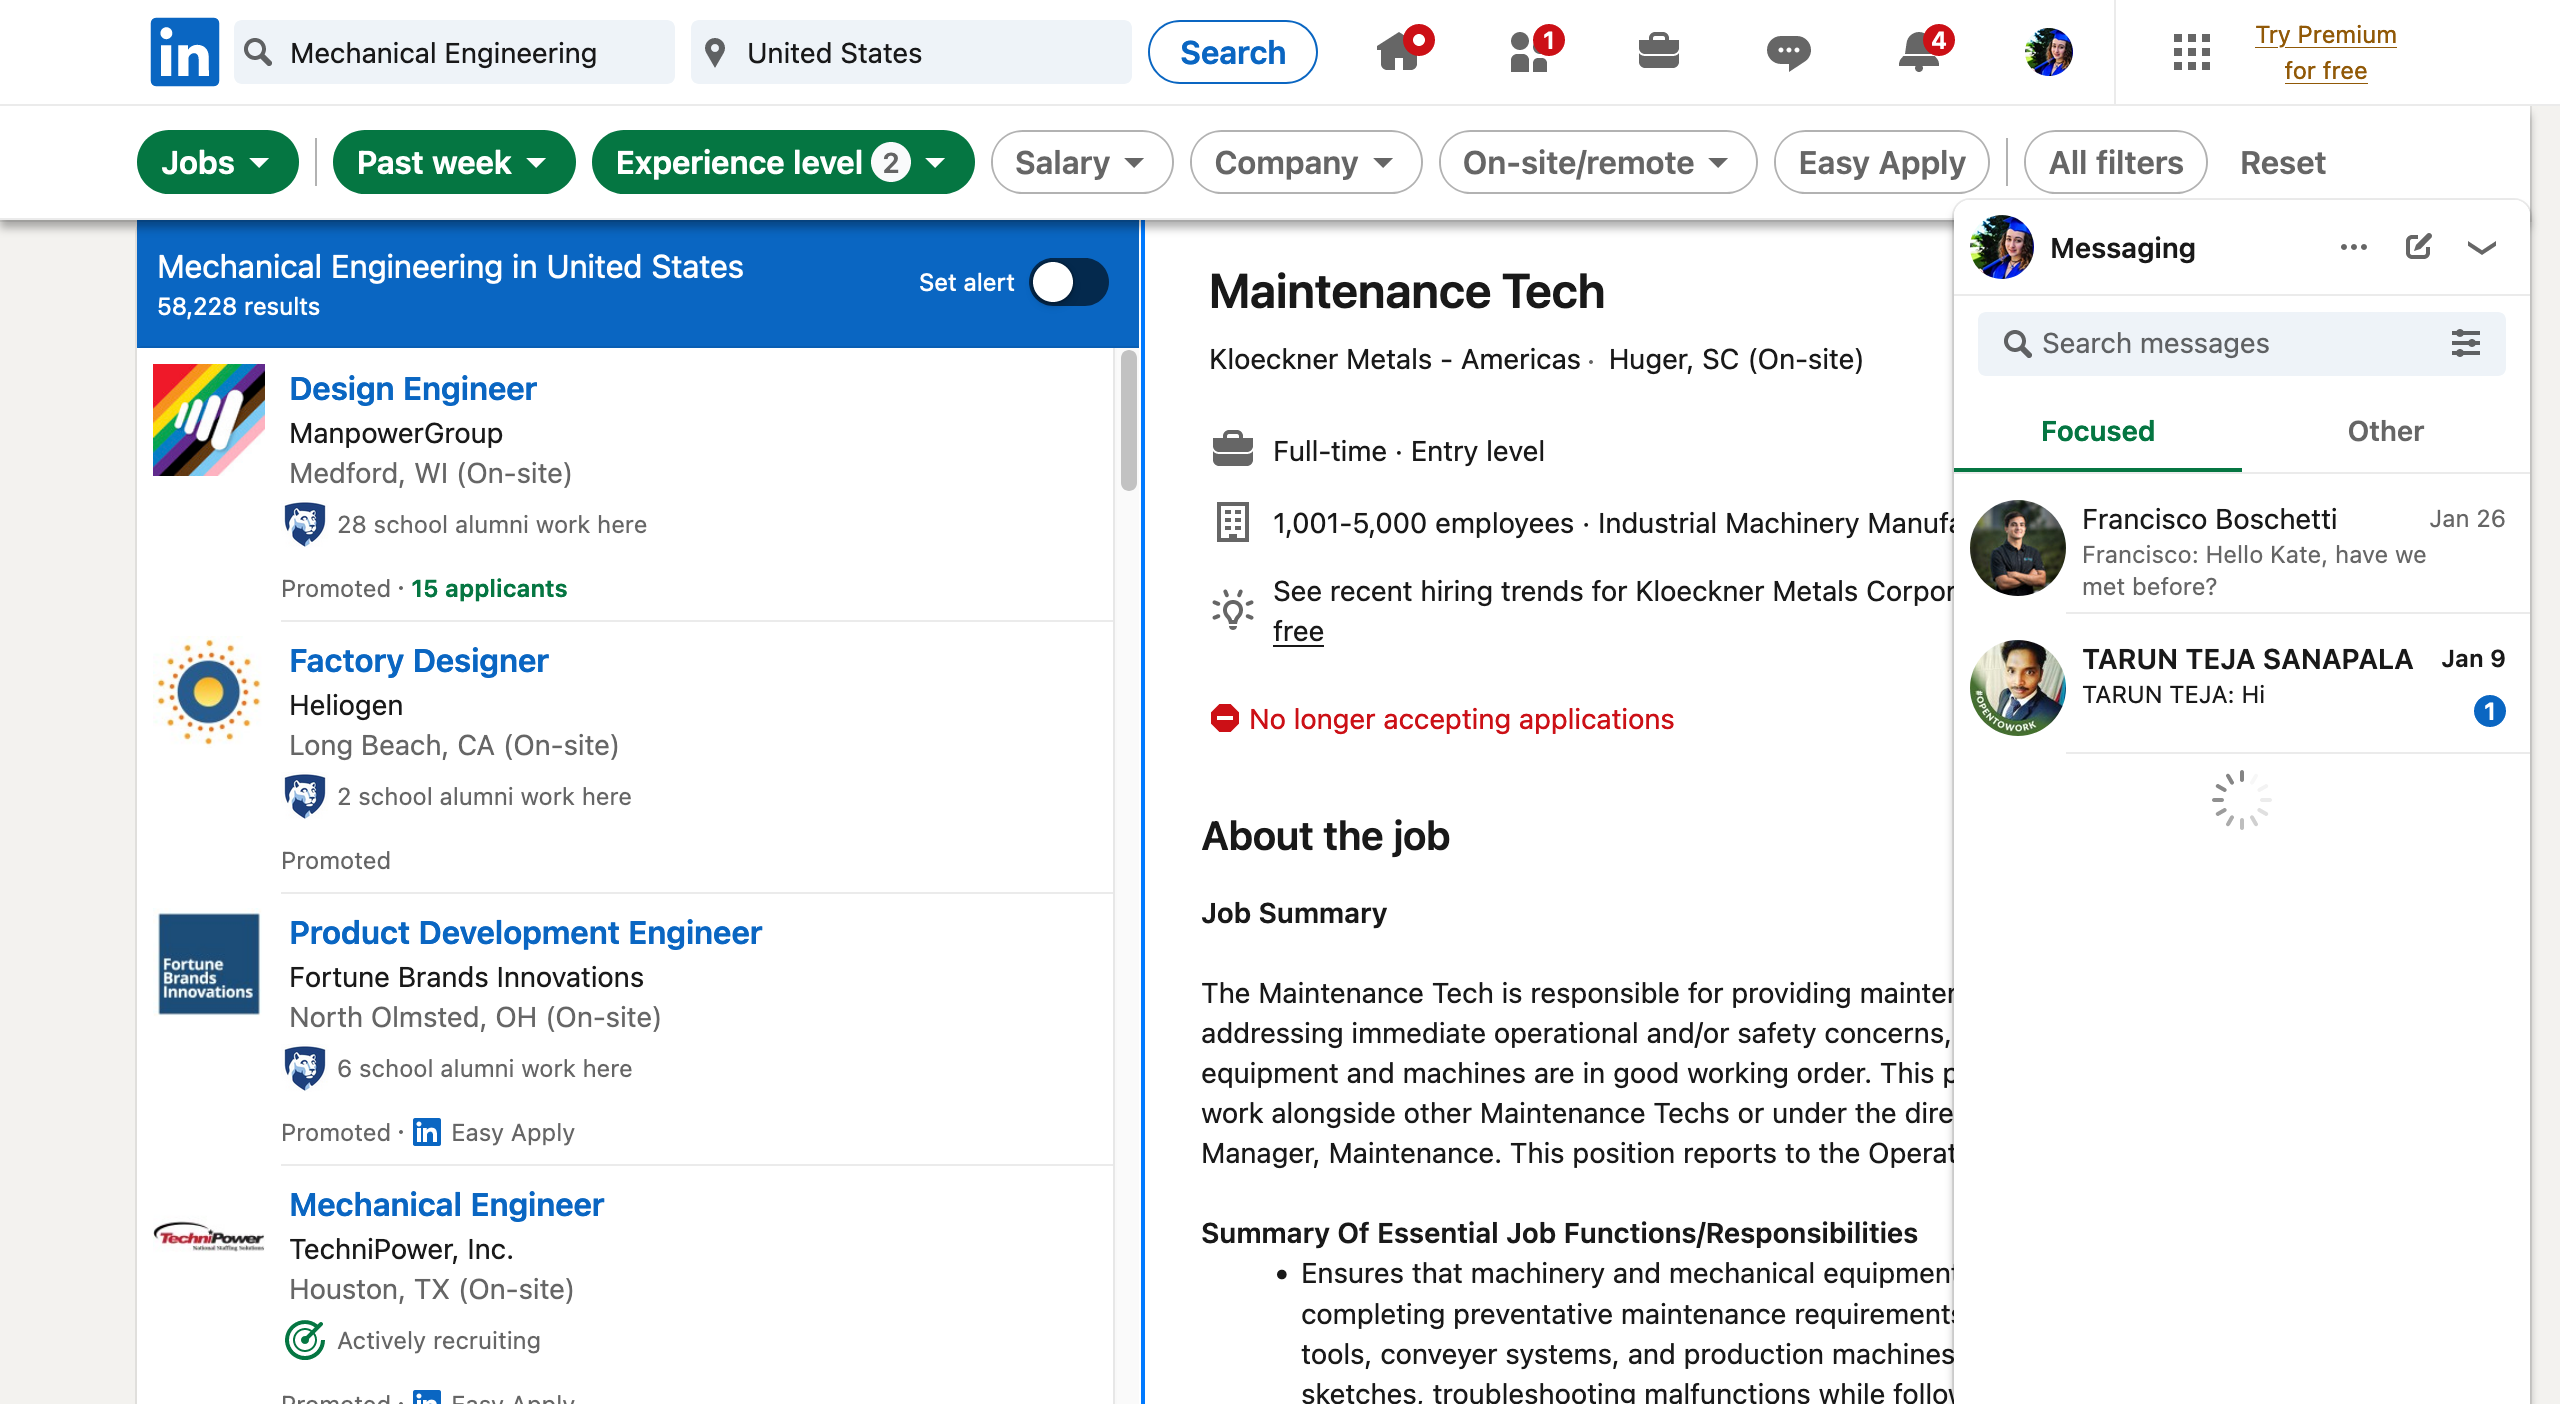 in
Mechanical Engineering
United States
Search
1
4
Try Premium
for free
Jobs
Past week
Experience level 2
Salary
Company
On-site/remote
Easy Apply
All filters
Reset
Mechanical Engineering in United States
58,228 results
Set alert
Design Engineer
ManpowerGroup
Medford, WI (On-site)
28 school alumni work here
Promoted · 15 applicants
Factory Designer
Heliogen
Long Beach, CA (On-site)
2 school alumni work here
Promoted
Fortune
Brands
Innovations
Product Development Engineer
Fortune Brands Innovations
North Olmsted, OH (On-site)
6 school alumni work here
Promoted · in Easy Apply
TechniPower
National Staffing Solutions
Mechanical Engineer
TechniPower, Inc.
Houston, TX (On-site)
Actively recruiting
Promoted · in Easy Apply
Maintenance Tech
Kloeckner Metals - Americas · Huger, SC (On-site)
Full-time · Entry level
1,001-5,000 employees · Industrial Machinery Manufa
See recent hiring trends for Kloeckner Metals Corpor
free
No longer accepting applications
About the job
Job Summary
The Maintenance Tech is responsible for providing mainten
addressing immediate operational and/or safety concerns,
equipment and machines are in good working order. This p
work alongside other Maintenance Techs or under the dire
Manager, Maintenance. This position reports to the Operat
Summary Of Essential Job Functions/Responsibilities
• Ensures that machinery and mechanical equipment
completing preventative maintenance requirements
tools, conveyer systems, and production machines
sketches, troubleshooting malfunctions while follow
Messaging
Search messages
Focused
Other
Francisco Boschetti
Jan 26
Francisco: Hello Kate, have we
met before?
#OPENTOWORK
TARUN TEJA SANAPALA
Jan 9
TARUN TEJA: Hi
1